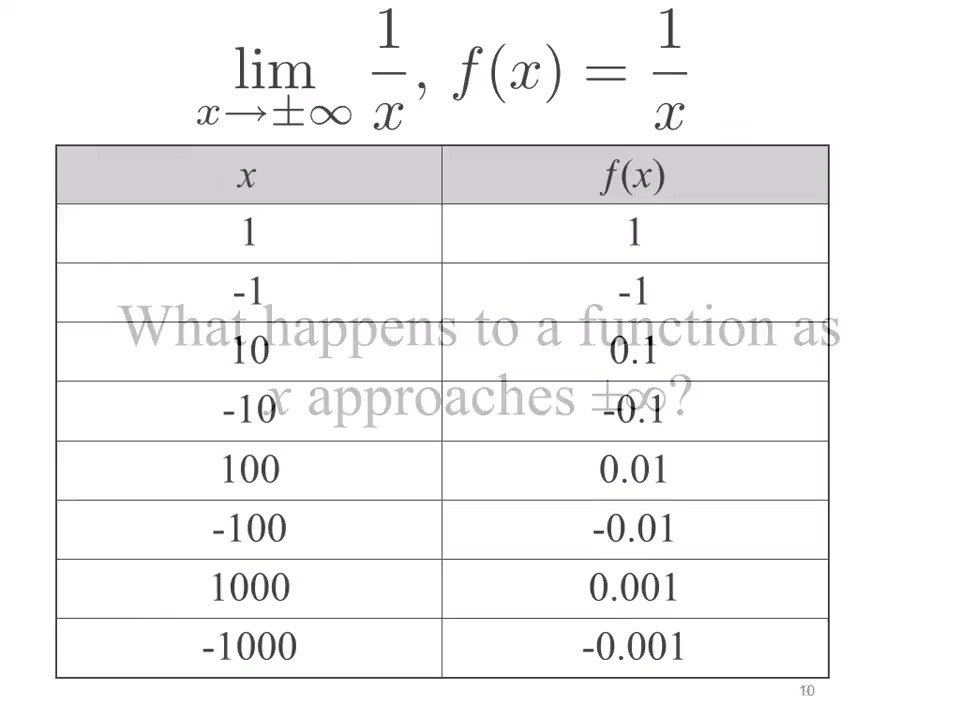 lim x→±∞ 1/x, f(x) = 1/x
x f(x)
1 1
-1 -1
What happens to a function as
10 0.1
x approaches ±∞?
-10 -0.1
100 0.01
-100 -0.01
1000 0.001
-1000 -0.001